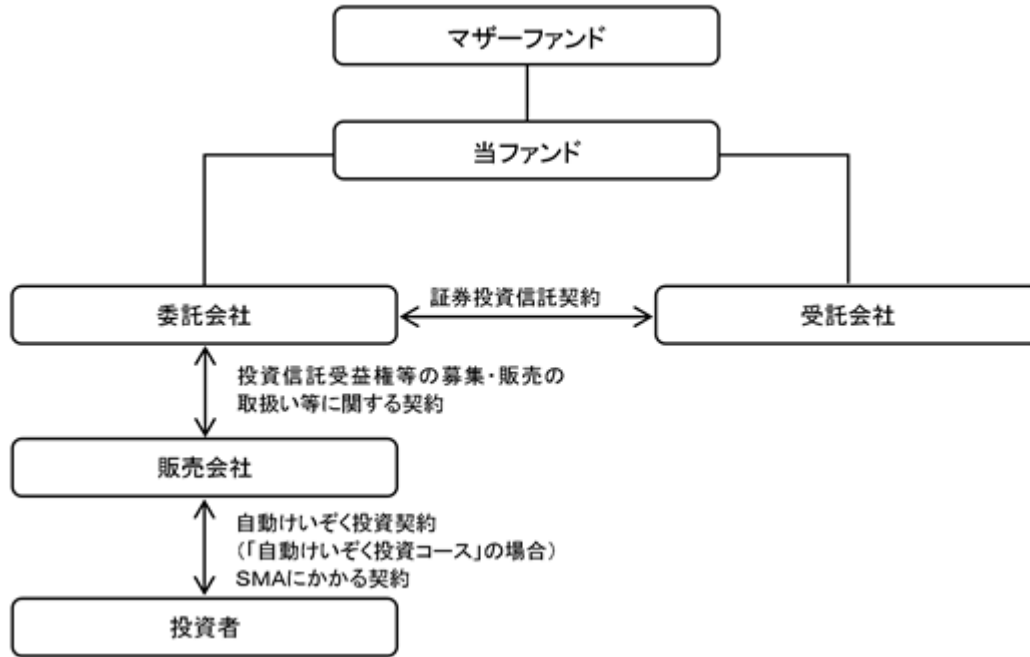 マザーファンド
当ファンド
委託会社
証券投資信託契約
受託会社
投資信託受益権等の募集・販売の
取扱い等に関する契約
販売会社
自動けいぞく投資契約
(「自動けいぞく投資コース」の場合)
SMAにかかる契約
投資者